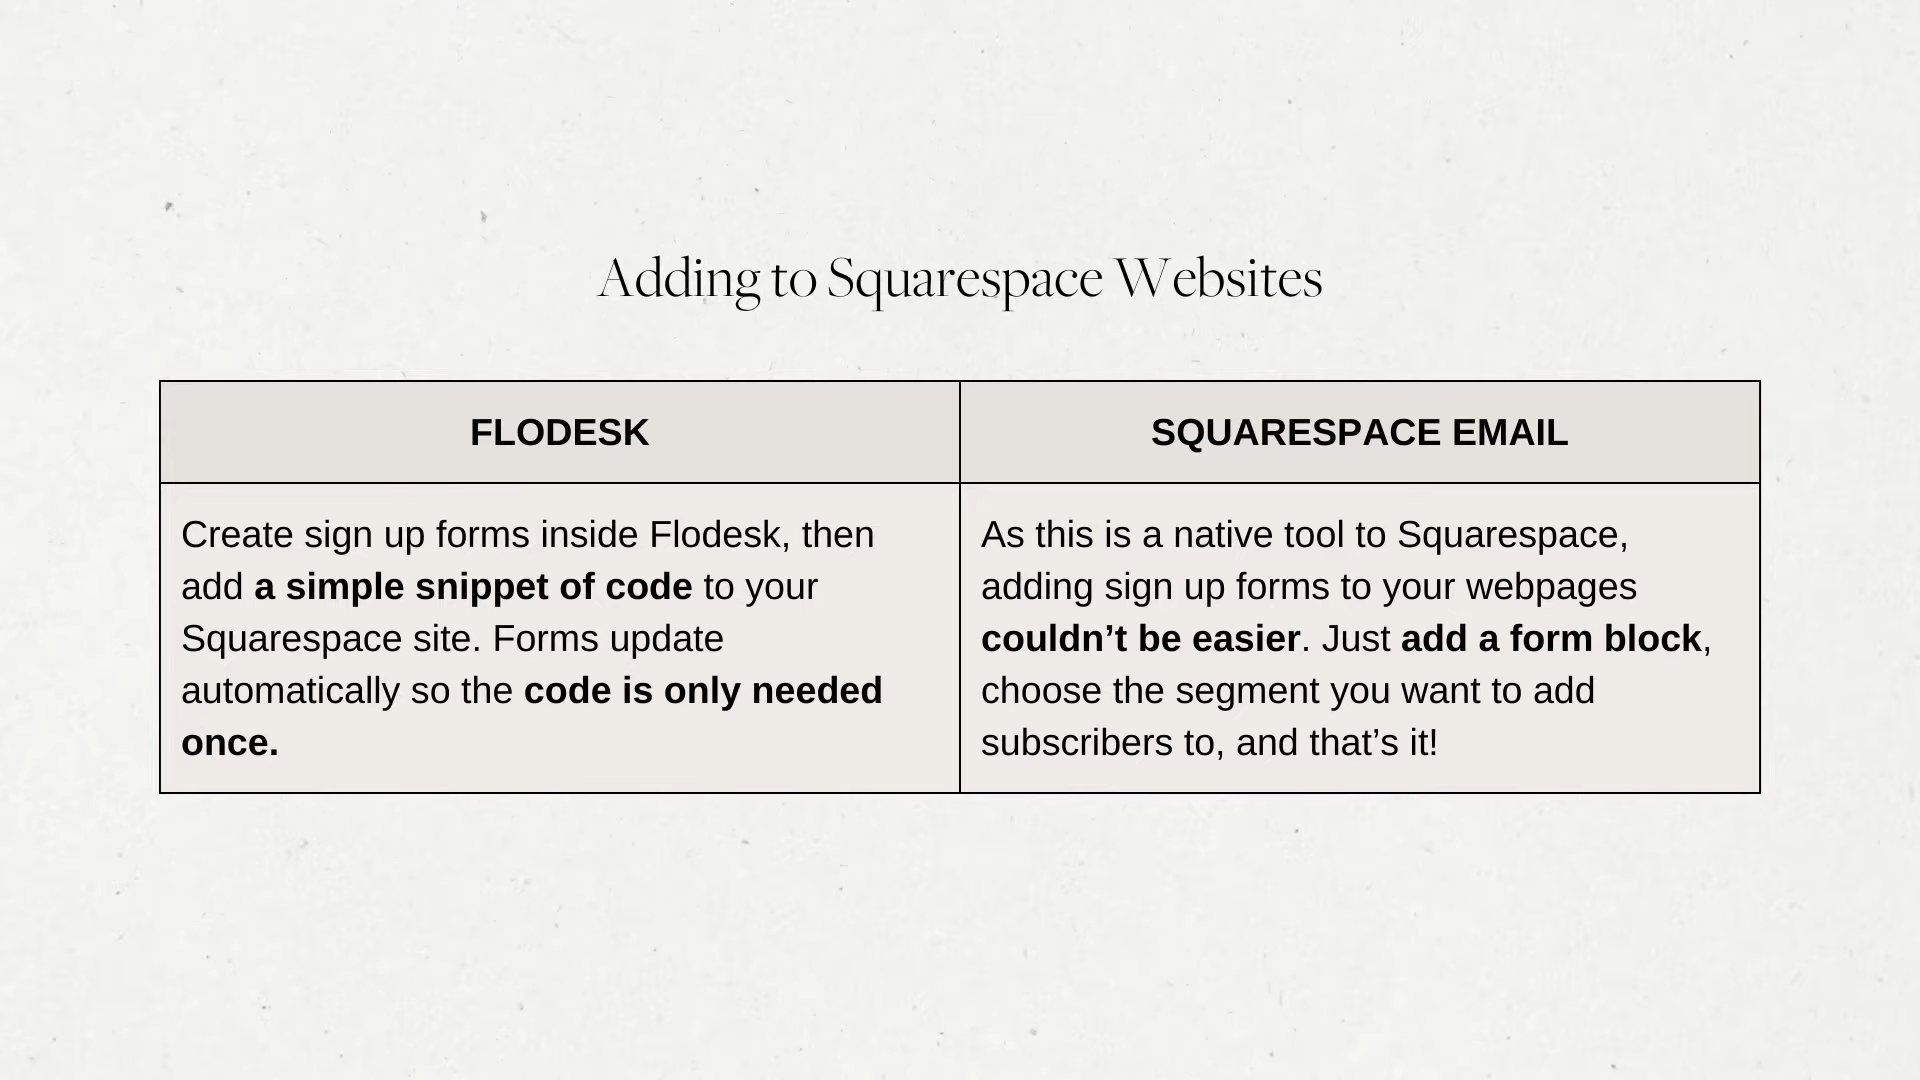 Adding to Squarespace Websites
FLODESK
SQUARESPACE EMAIL
Create sign up forms inside Flodesk, then
add a simple snippet of code to your
Squarespace site. Forms update
automatically so the code is only needed
once.
As this is a native tool to Squarespace,
adding sign up forms to your webpages
couldn’t be easier. Just add a form block,
choose the segment you want to add
subscribers to, and that’s it!